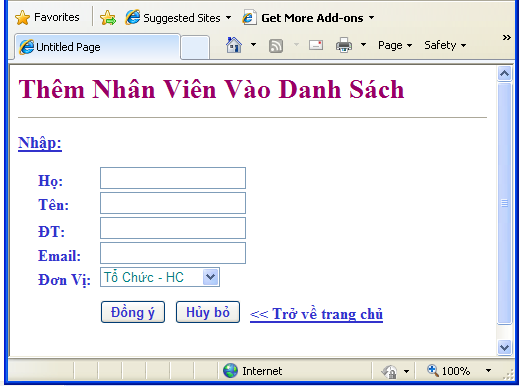 Favorites Suggested Sites Get More Add-ons
Untitled Page Page Safety »
Thêm Nhân Viên Vào Danh Sách
Nhập:
Họ:
Tên:
ĐT:
Email:
Đơn Vị: Tổ Chức - HC
Đồng ý Hủy bỏ << Trở về trang chủ
Internet 100%